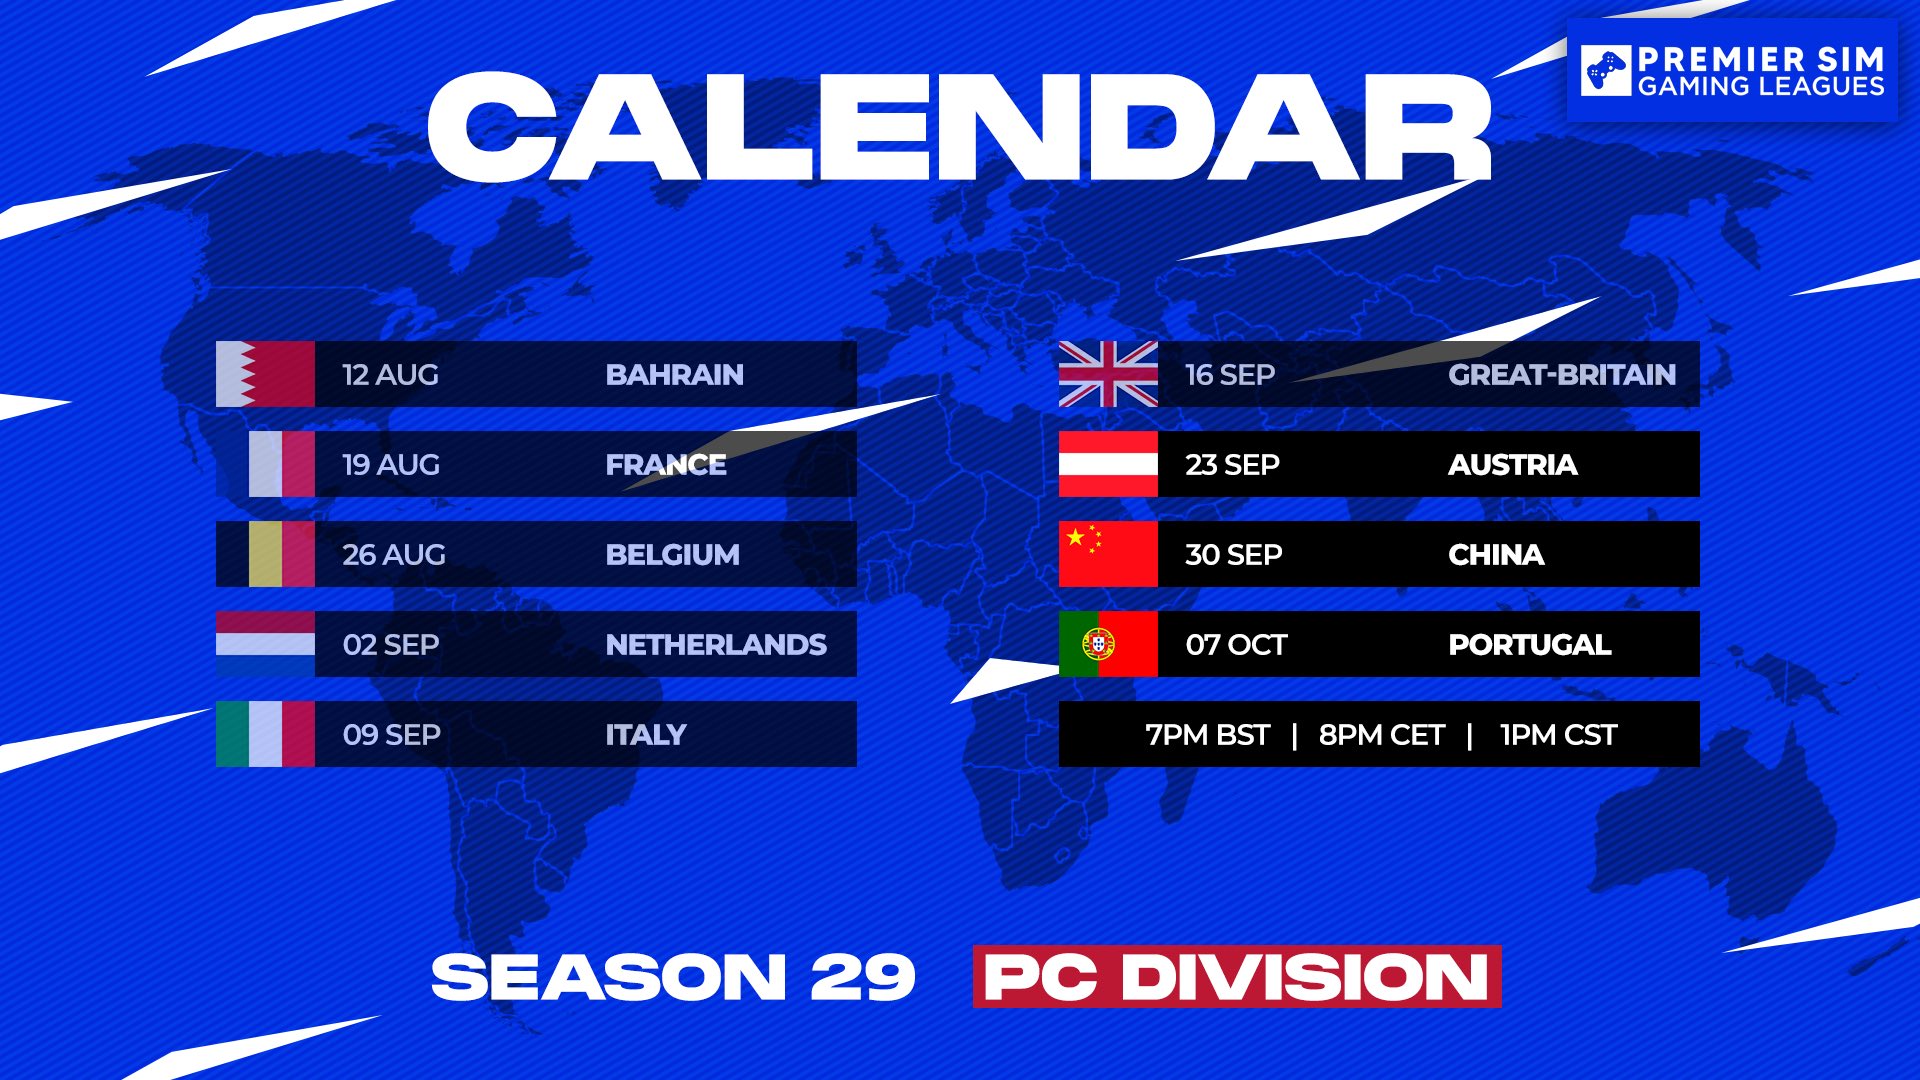 PREMIER SIM
GAMING LEAGUES
CALENDAR
12 AUG BAHRAIN
19 AUG FRANCE
26 AUG BELGIUM
02 SEP NETHERLANDS
09 SEP ITALY
16 SEP GREAT-BRITAIN
23 SEP AUSTRIA
30 SEP CHINA
07 OCT PORTUGAL
7PM BST | 8PM CET | 1PM CST
SEASON 29 PC DIVISION